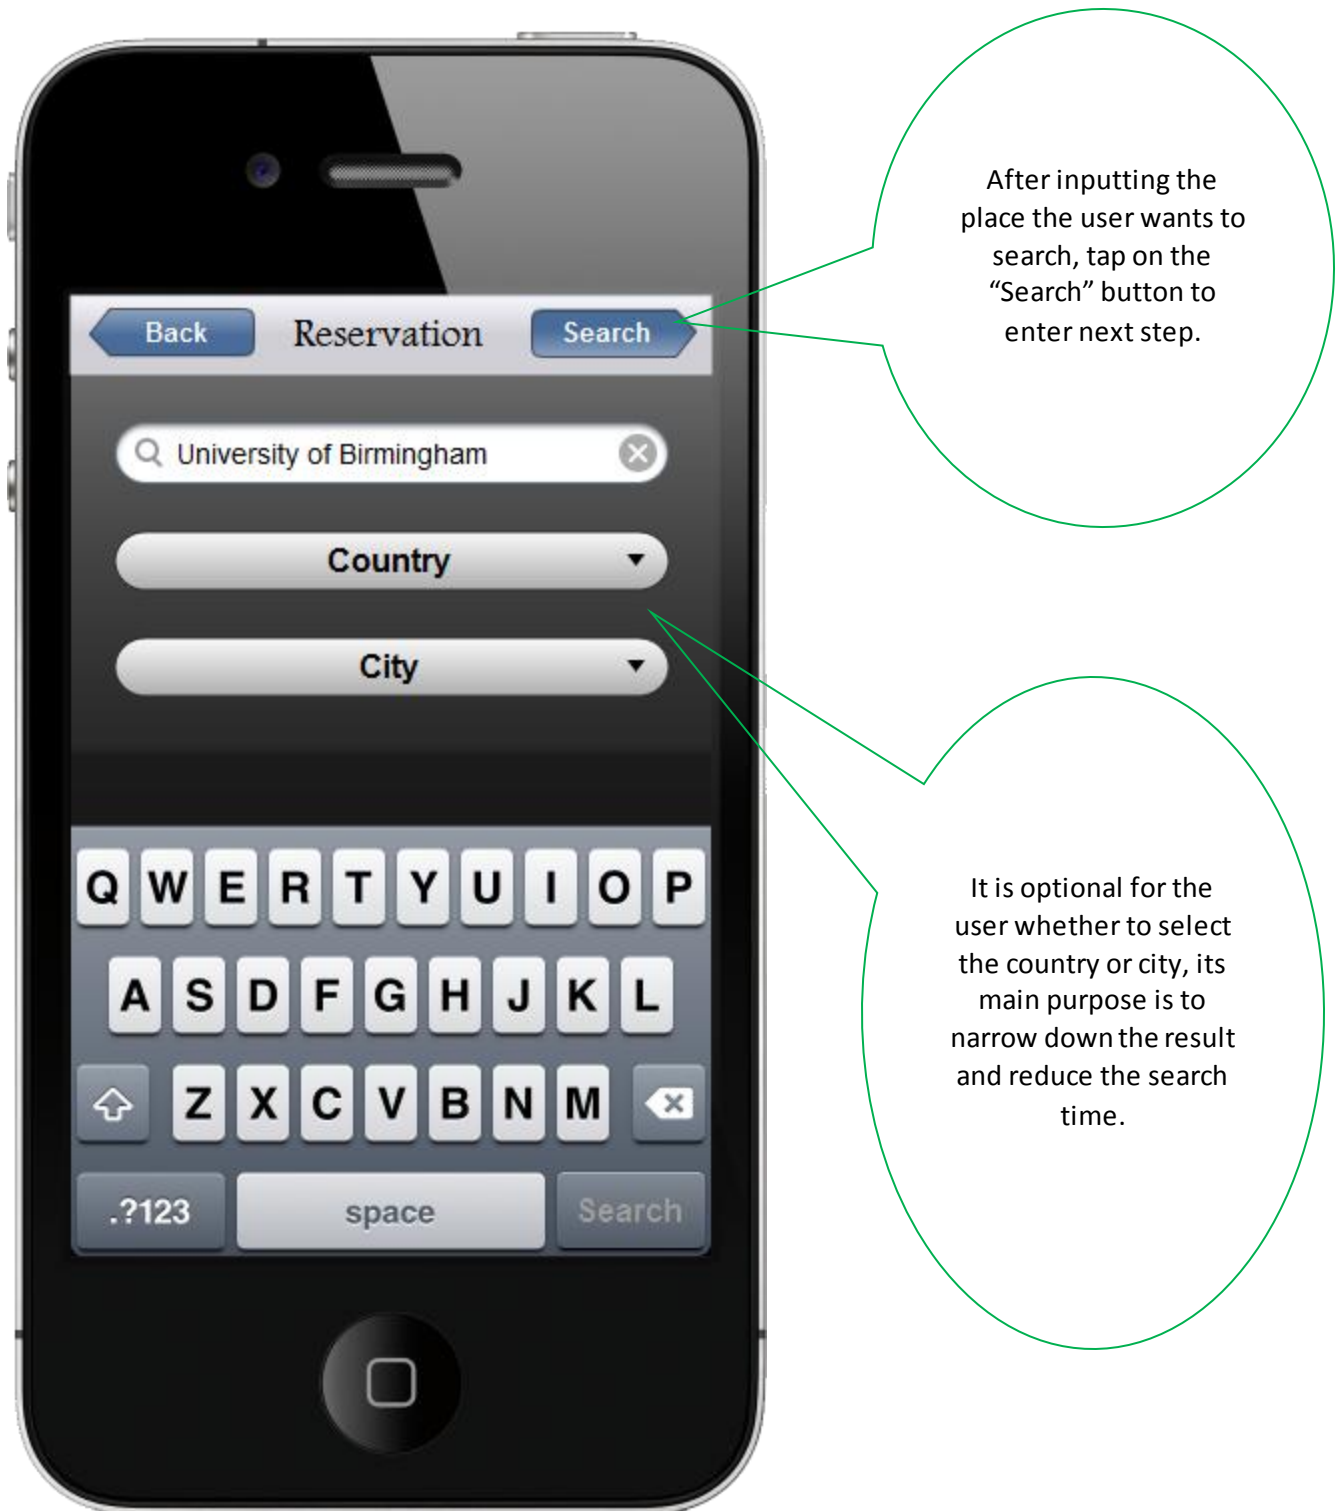 Back Reservation Search
University of Birmingham
Country
City
Q W E R T Y U I O P
A S D F G H J K L
Z X C V B N M
.?123 space Search
After inputting the
place the user wants to
search, tap on the
“Search” button to
enter next step.
It is optional for the
user whether to select
the country or city, its
main purpose is to
narrow down the result
and reduce the search
time.